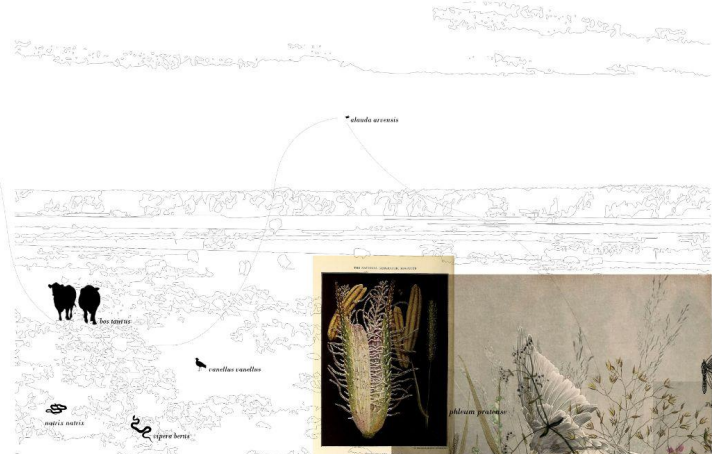 alauda arvensis
bos taurus
vanellus vanellus
phleum pratense
natrix natrix
vipera berus